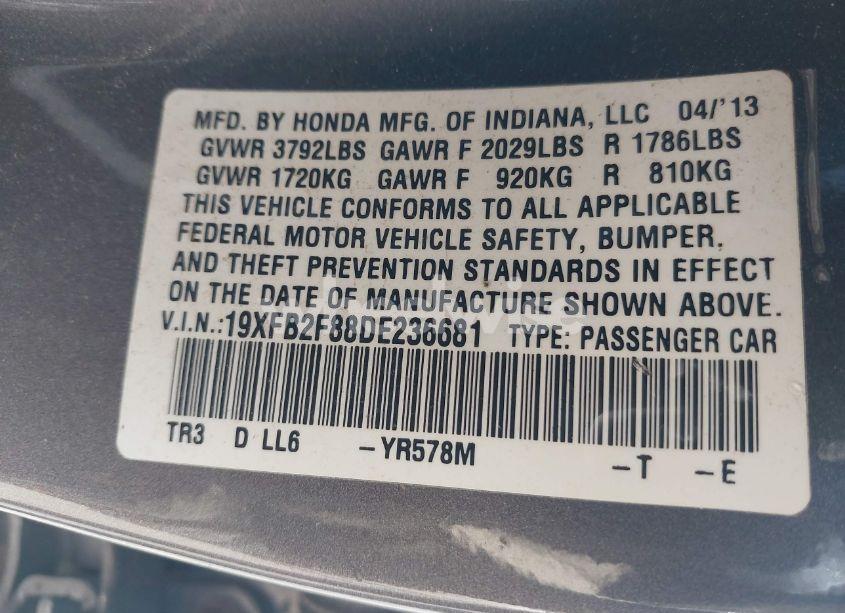 MFD. BY HONDA MFG. OF INDIANA, LLC 04/'13
GVWR 3792LBS GAWR F 2029LBS R 1786LBS
GVWR 1720KG GAWR F 920KG R 810KG
THIS VEHICLE CONFORMS TO ALL APPLICABLE
FEDERAL MOTOR VEHICLE SAFETY, BUMPER,
AND THEFT PREVENTION STANDARDS IN EFFECT
ON THE DATE OF MANUFACTURE SHOWN ABOVE.
V.I.N.:19XFB2F88DE236681 TYPE: PASSENGER CAR
TR3 D LL6 -YR578M -T -E